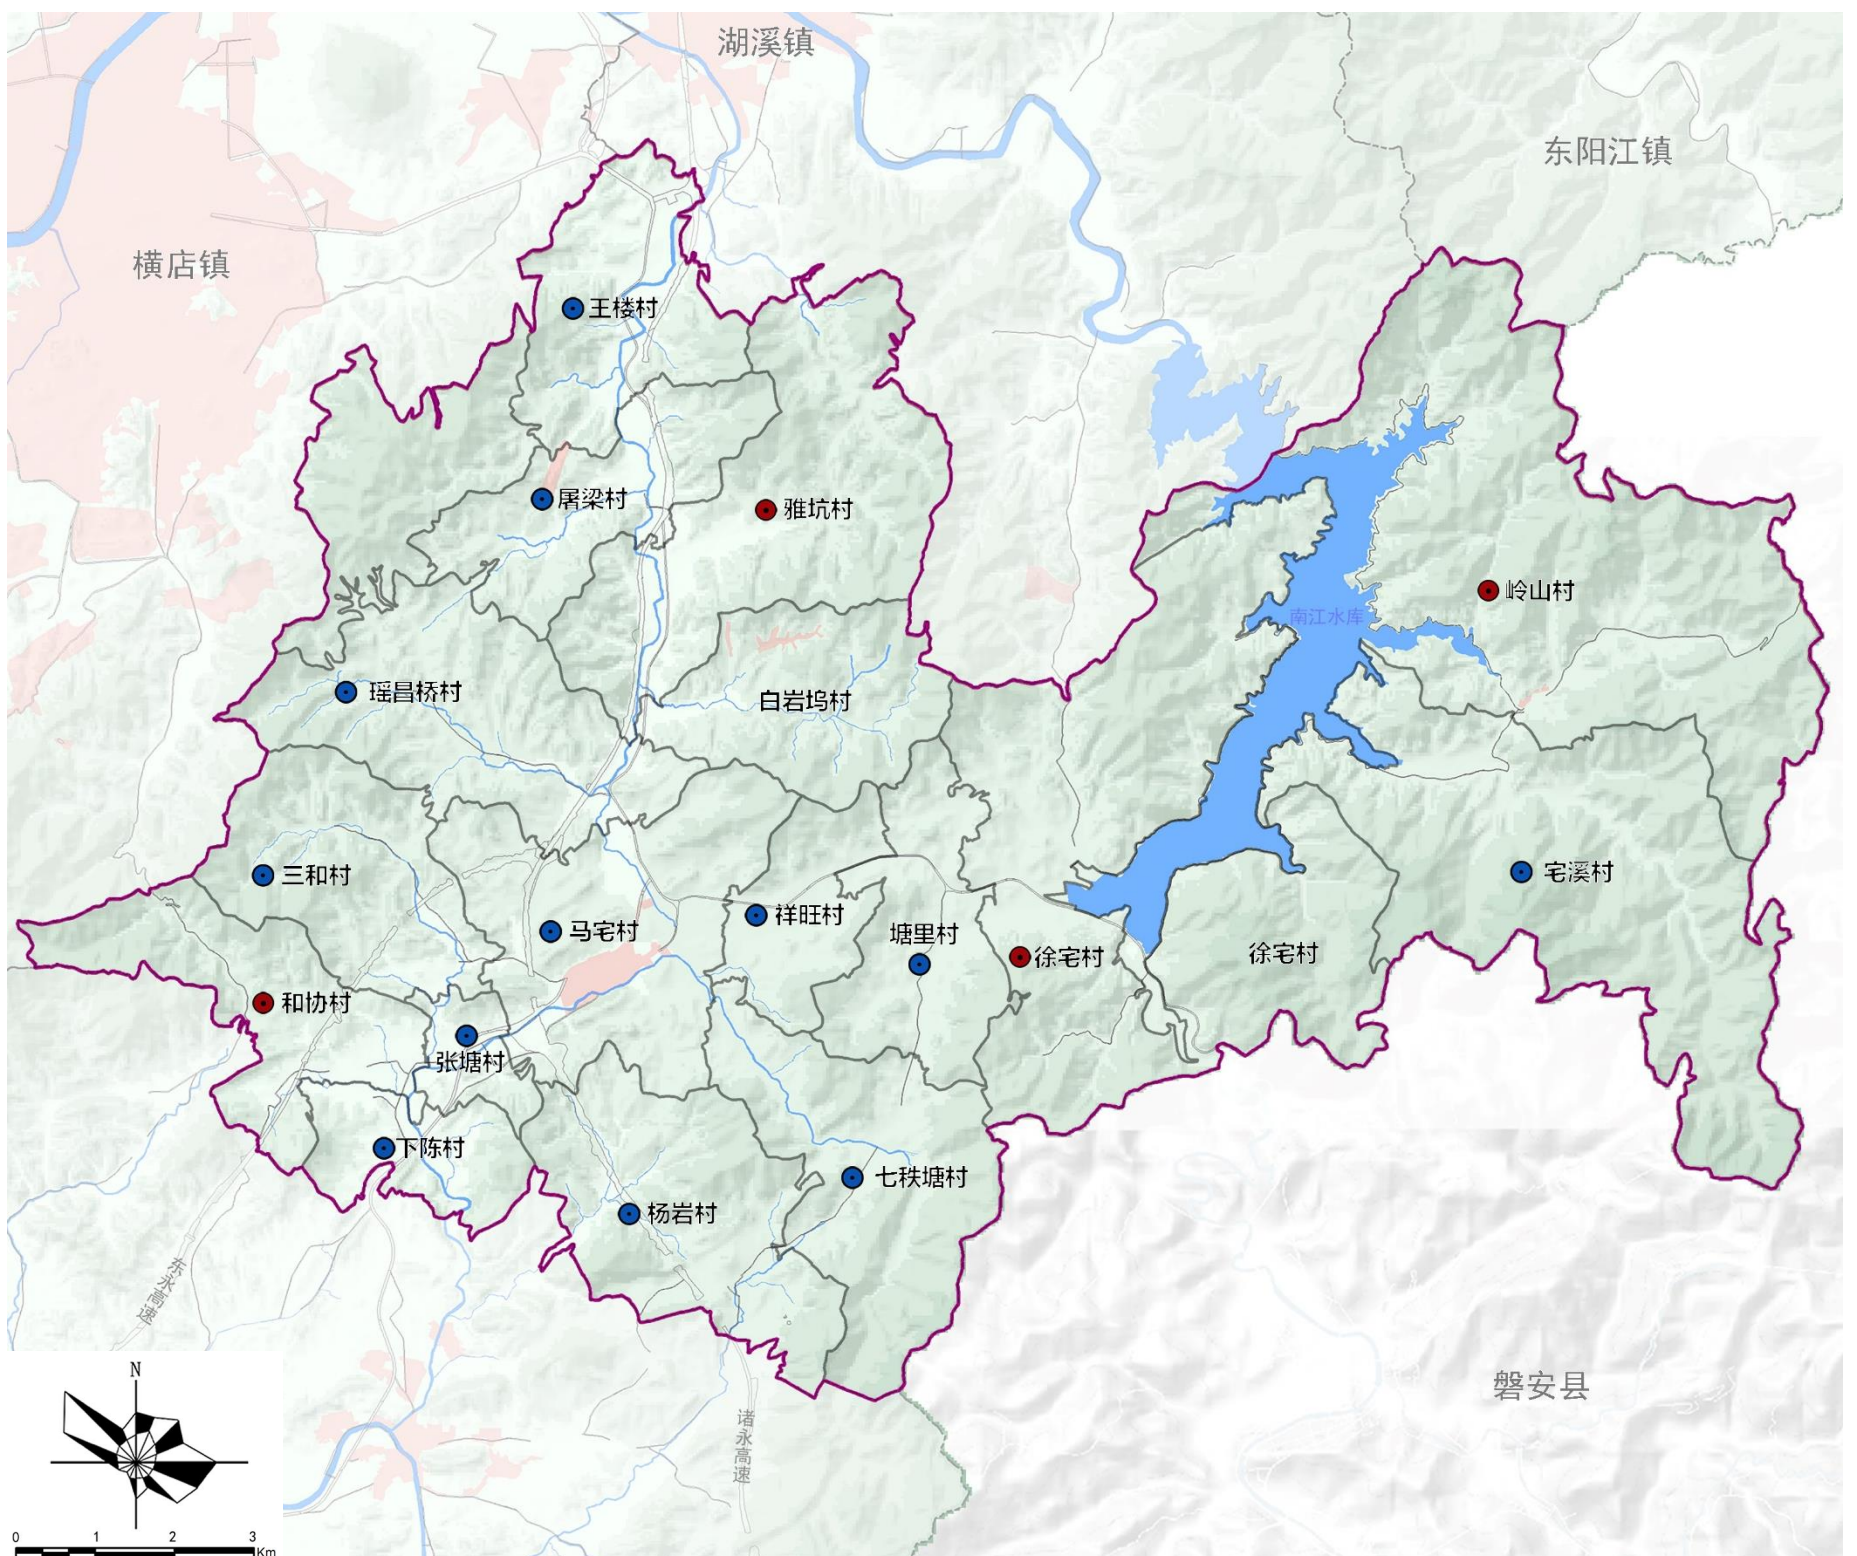 湖溪镇
东阳江镇
横店镇
王楼村
屠梁村
雅坑村
岭山村
南江水库
瑶昌桥村
白岩坞村
三和村
宅溪村
马宅村
祥旺村
塘里村
徐宅村
徐宅村
和协村
张塘村
下陈村
七秩塘村
杨岩村
东永高速
诸永高速
磐安县
N
0 1 2 3
Km